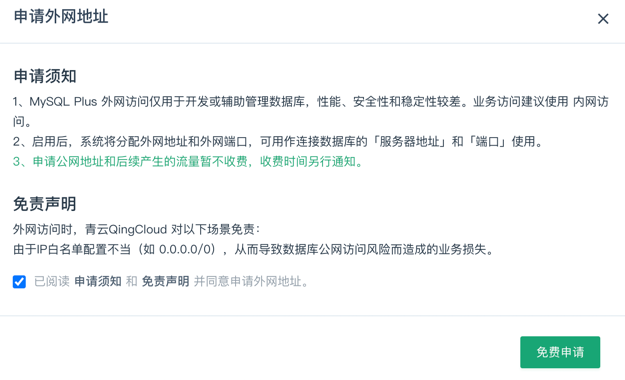 申请外网地址
申请须知
1、MySQL Plus 外网访问仅用于开发或辅助管理数据库，性能、安全性和稳定性较差。业务访问建议使用 内网访
问。
2、启用后，系统将分配外网地址和外网端口，可用作连接数据库的「服务器地址」和「端口」使用。
3、申请公网地址和后续产生的流量暂不收费，收费时间另行通知。
免责声明
外网访问时，青云QingCloud 对以下场景免责：
由于IP白名单配置不当（如 0.0.0.0/0），从而导致数据库公网访问风险而造成的业务损失。
已阅读 申请须知 和 免责声明 并同意申请外网地址。
免费申请